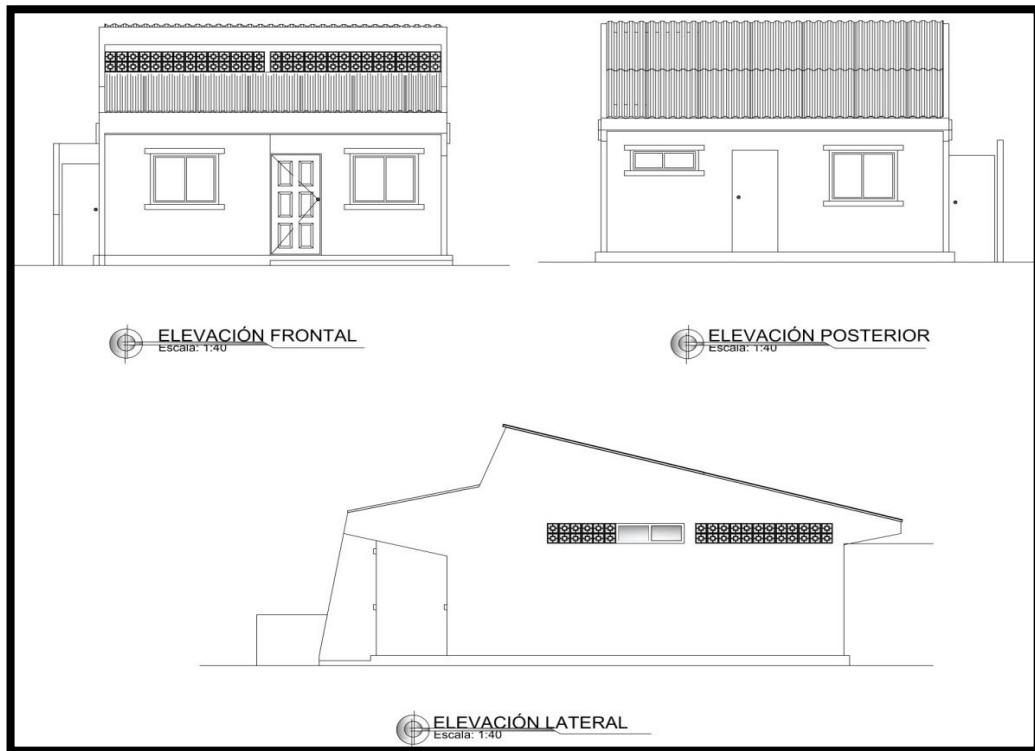 ELEVACIÓN FRONTAL
Escala: 1:40
ELEVACIÓN POSTERIOR
Escala: 1:40
ELEVACIÓN LATERAL
Escala: 1:40